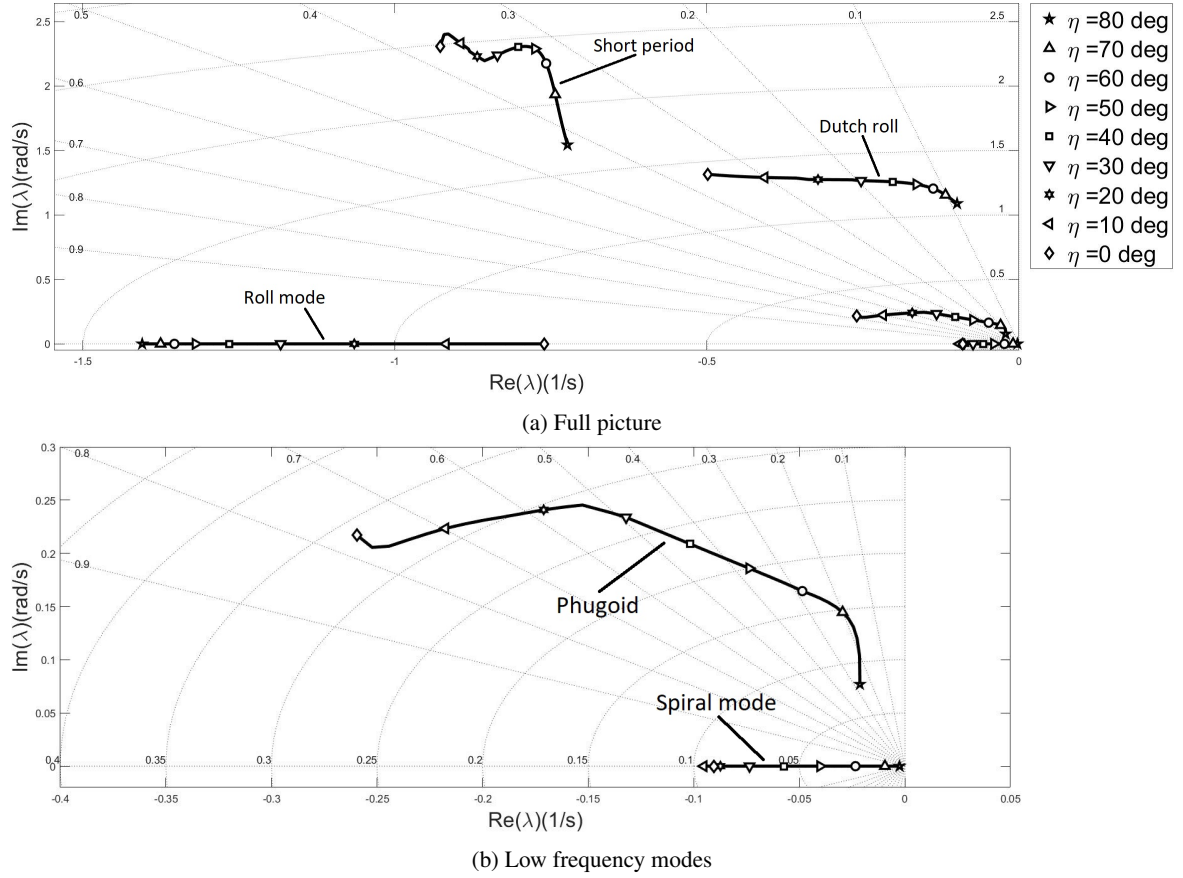 0.5 0.4 0.3 0.2 0.1
2.5 2.5
Short period
0.6 2 2
Dutch roll
0.7 1.5 1.5
0.8 1 1
0.9
0.5 0.5
Roll mode
0
-1.5 -1 -0.5 0
Im(λ)(rad/s)
Re(λ)(1/s)
η =80 deg
η =70 deg
η =60 deg
η =50 deg
η =40 deg
η =30 deg
η =20 deg
η =10 deg
η =0 deg
(a) Full picture
0.3 0.8 0.7 0.6 0.5 0.4 0.3 0.2 0.1
0.25
0.2
0.9
0.15
Phugoid
0.1
Spiral mode
0.05
0 0.4 0.35 0.3 0.25 0.2 0.15 0.1 0.05
-0.4 -0.35 -0.3 -0.25 -0.2 -0.15 -0.1 -0.05 0 0.05
Im(λ)(rad/s)
Re(λ)(1/s)
(b) Low frequency modes